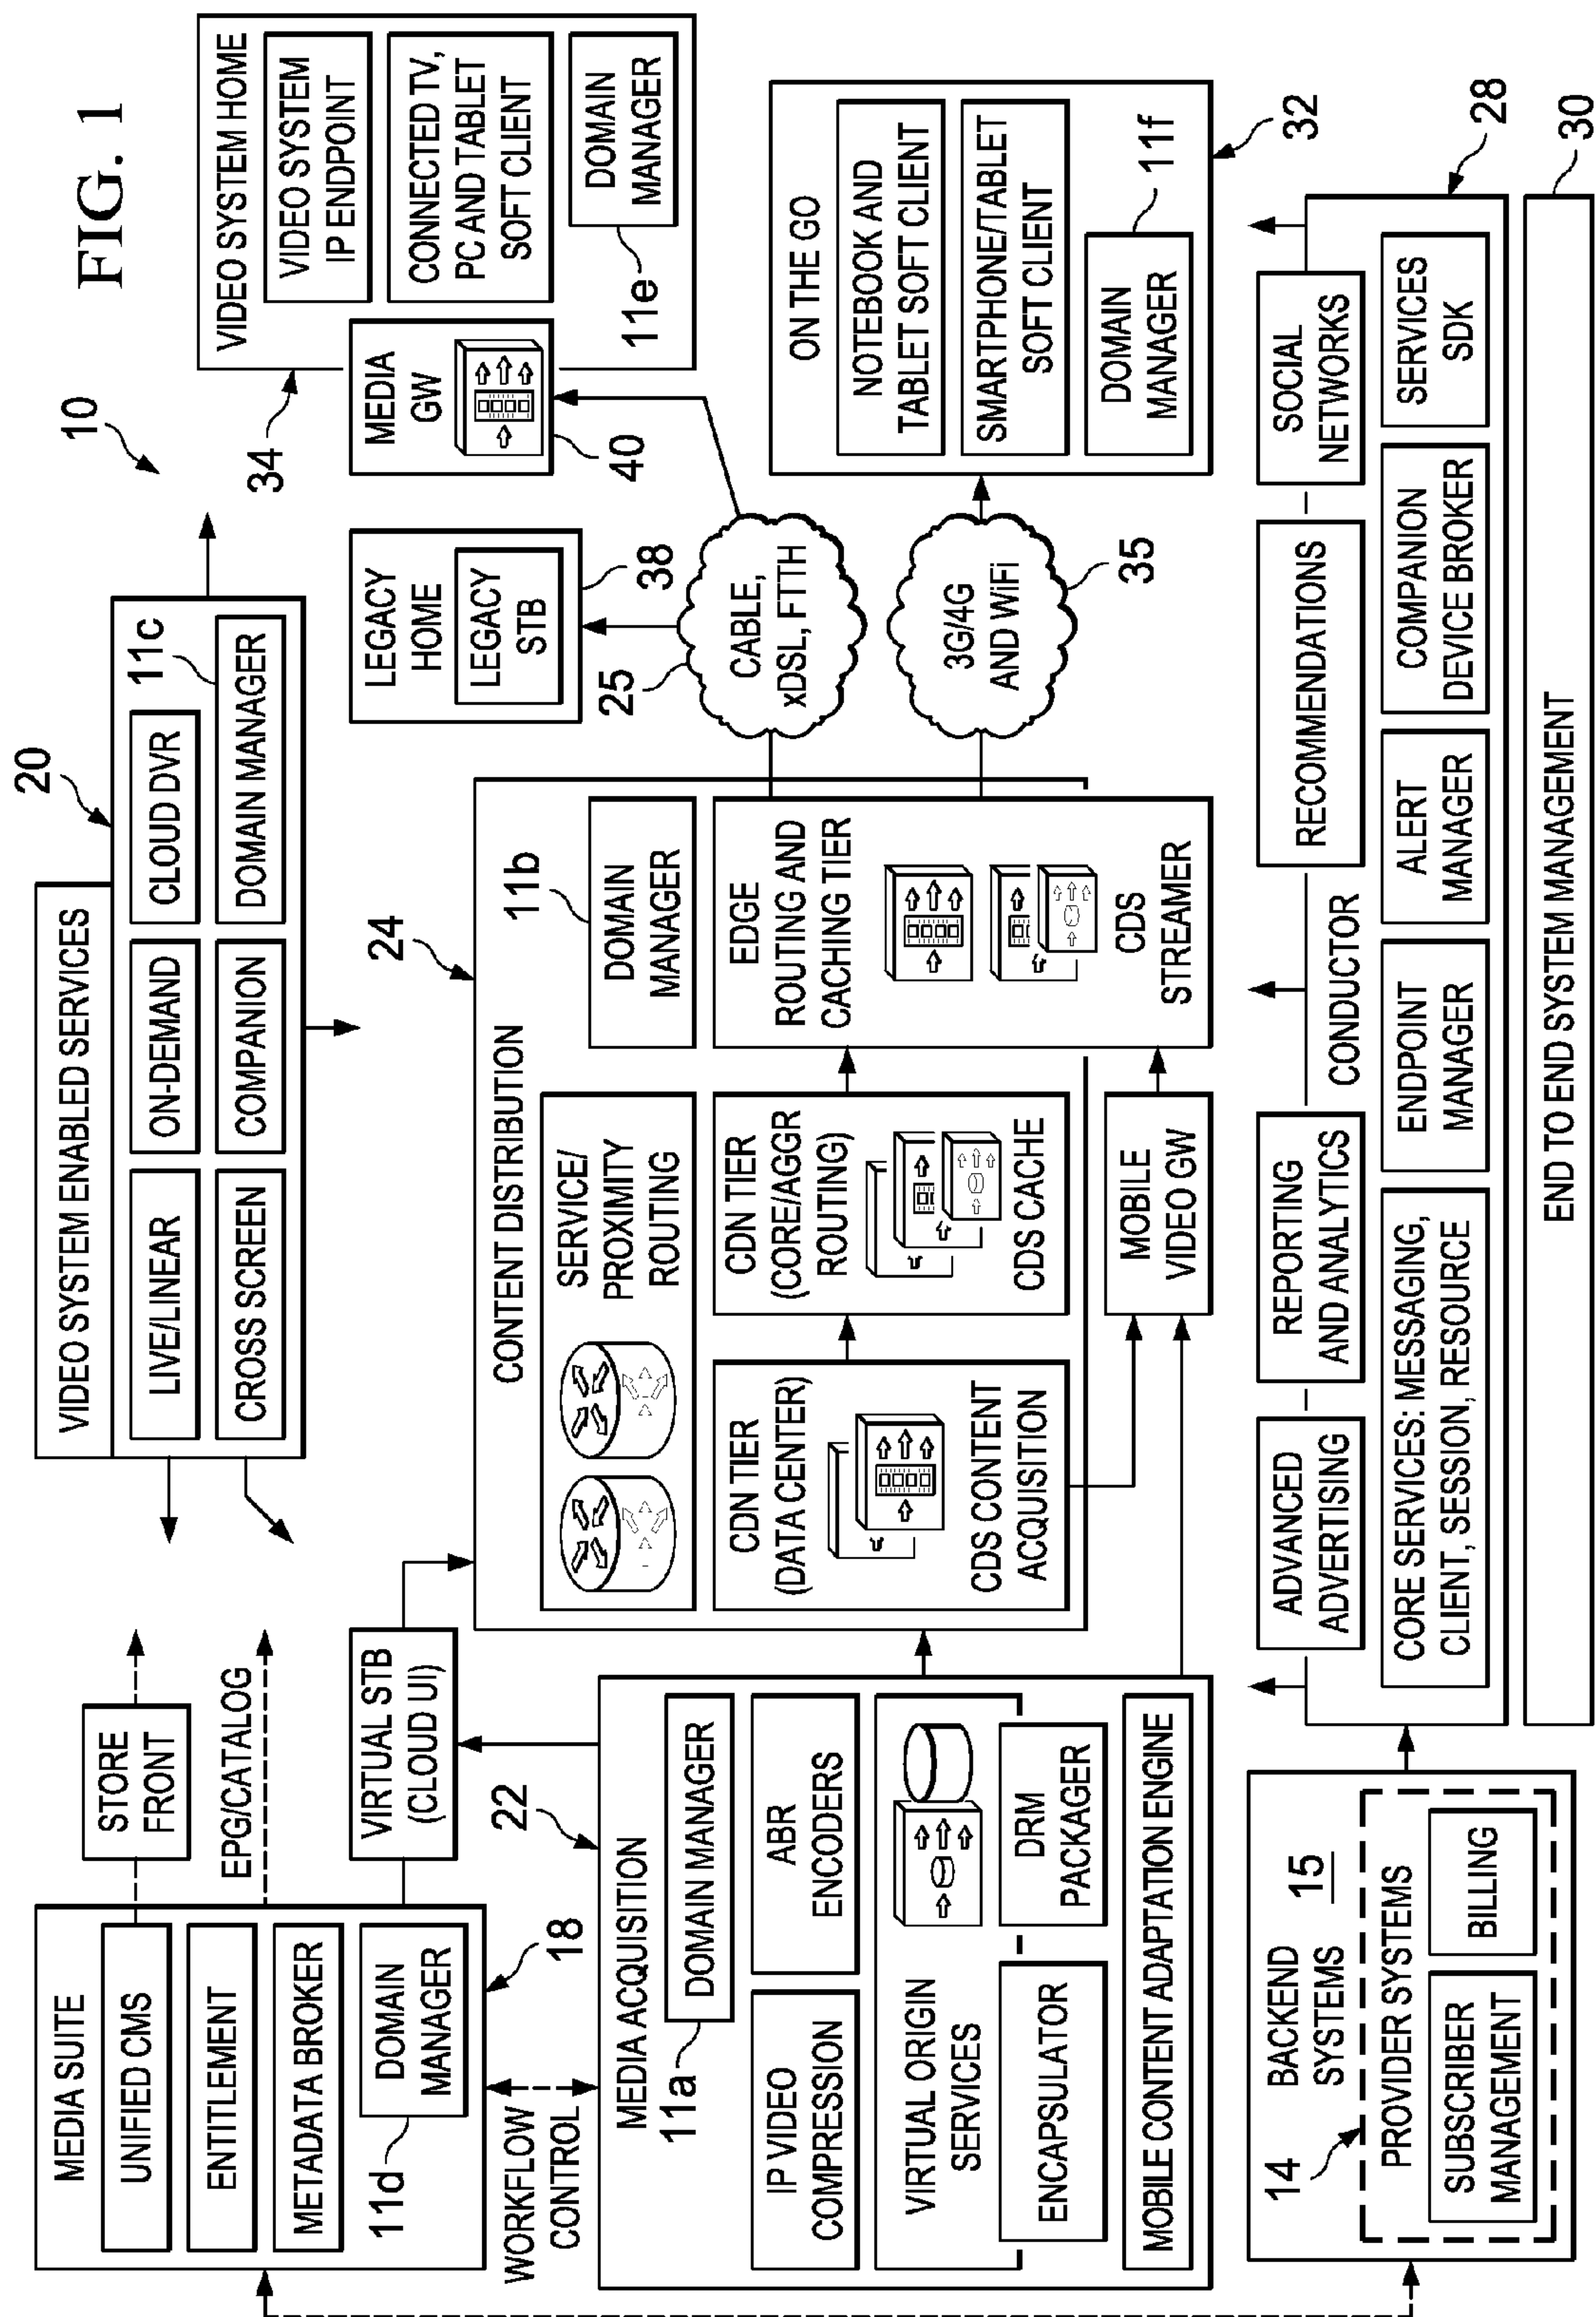 FIG. 1
10
VIDEO SYSTEM ENABLED SERVICES
20
LIVE/LINEAR
ON-DEMAND
CLOUD DVR
11c
CROSS SCREEN
COMPANION
DOMAIN MANAGER
MEDIA SUITE
UNIFIED CMS
ENTITLEMENT
METADATA BROKER
DOMAIN
MANAGER
11d
18
STORE
FRONT
EPG/CATALOG
VIRTUAL STB
(CLOUD UI)
WORKFLOW
CONTROL
22
MEDIA ACQUISITION
11a
DOMAIN MANAGER
IP VIDEO
COMPRESSION
ABR
ENCODERS
VIRTUAL ORIGIN
SERVICES
ENCAPSULATOR
DRM
PACKAGER
MOBILE CONTENT ADAPTATION ENGINE
24
CONTENT DISTRIBUTION
SERVICE/
PROXIMITY
ROUTING
11b
DOMAIN
MANAGER
CDN TIER
(DATA CENTER)
CDS CONTENT
ACQUISITION
CDN TIER
(CORE/AGGR
ROUTING)
CDS CACHE
EDGE
ROUTING AND
CACHING TIER
CDS
STREAMER
MOBILE
VIDEO GW
LEGACY
HOME
LEGACY
STB
38
25
CABLE,
xDSL, FTTH
3G/4G
AND WiFi
35
34
VIDEO SYSTEM HOME
VIDEO SYSTEM
IP ENDPOINT
CONNECTED TV,
PC AND TABLET
SOFT CLIENT
DOMAIN
MANAGER
11e
MEDIA
GW
40
ON THE GO
NOTEBOOK AND
TABLET SOFT CLIENT
SMARTPHONE/TABLET
SOFT CLIENT
DOMAIN
MANAGER
11f
32
BACKEND
SYSTEMS
15
14
PROVIDER SYSTEMS
SUBSCRIBER
MANAGEMENT
BILLING
ADVANCED
ADVERTISING
REPORTING
AND ANALYTICS
CONDUCTOR
RECOMMENDATIONS
SOCIAL
NETWORKS
28
CORE SERVICES: MESSAGING,
CLIENT, SESSION, RESOURCE
ENDPOINT
MANAGER
ALERT
MANAGER
COMPANION
DEVICE BROKER
SERVICES
SDK
END TO END SYSTEM MANAGEMENT
30